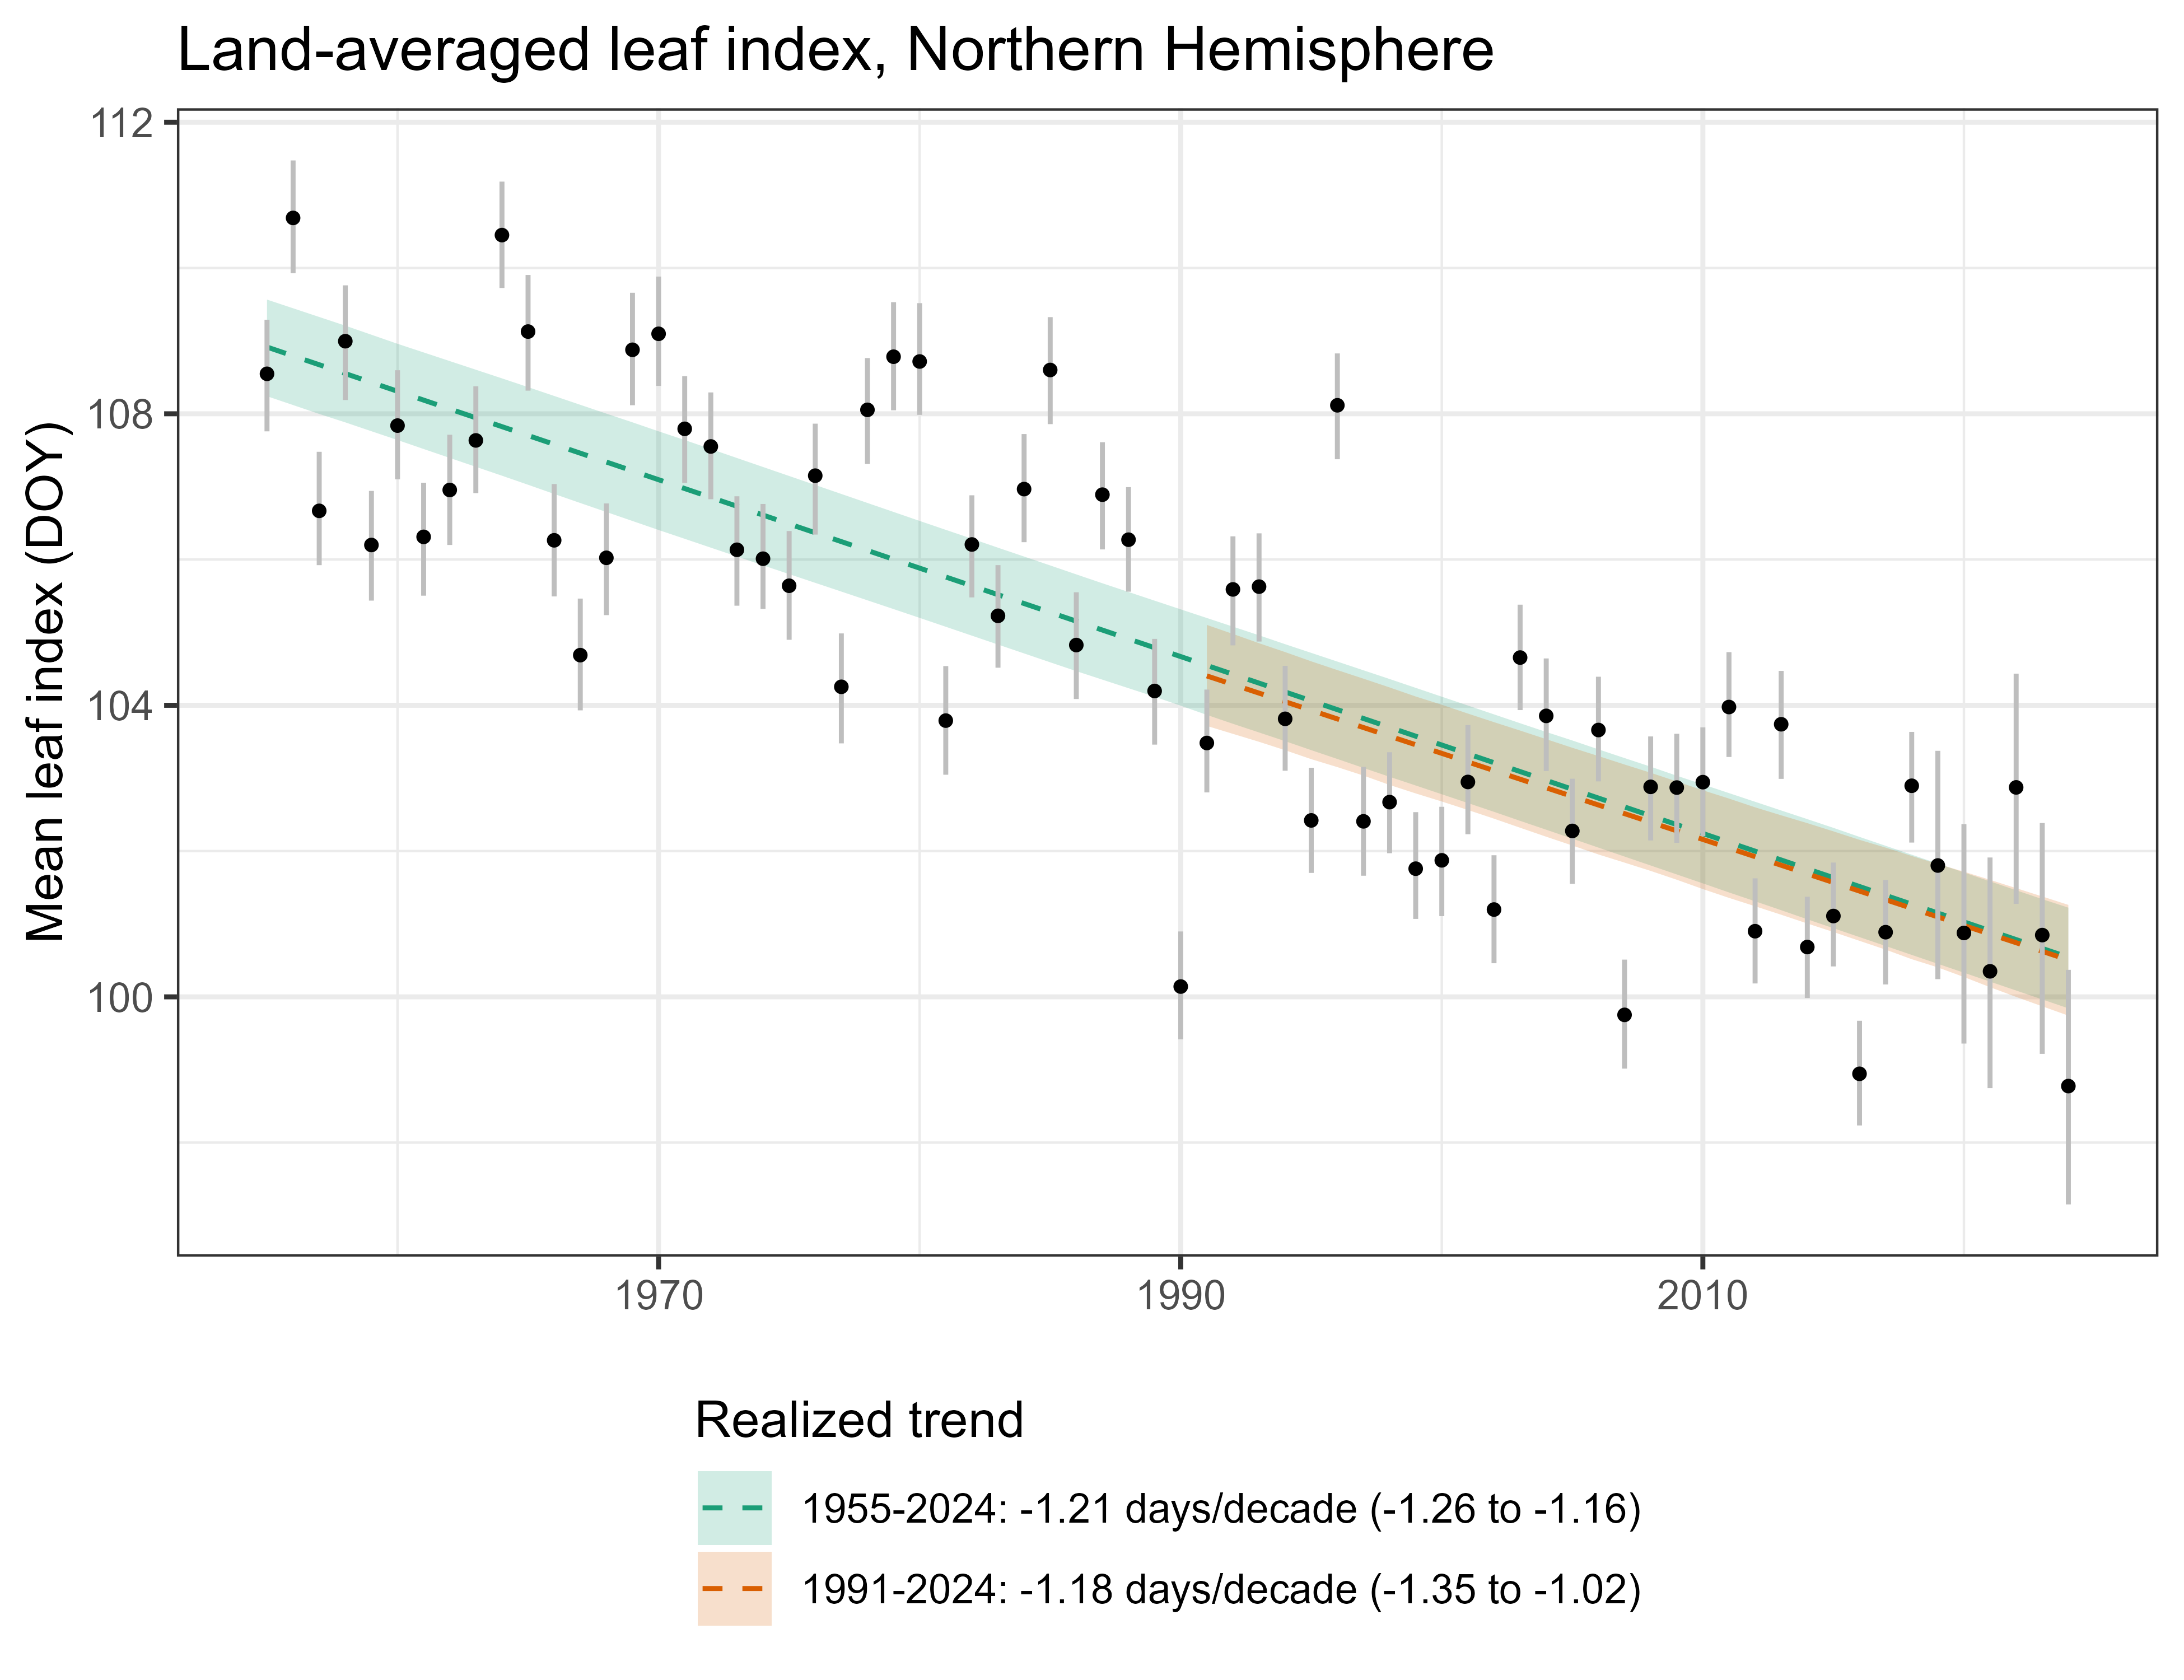 Land-averaged leaf index, Northern Hemisphere
Mean leaf index (DOY)
112
108
104
100
1970
1990
2010
Realized trend
1955-2024: -1.21 days/decade (-1.26 to -1.16)
1991-2024: -1.18 days/decade (-1.35 to -1.02)